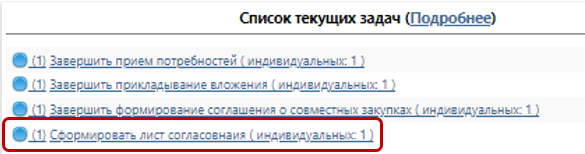 Список текущих задач (Подробнее)
(1) Завершить прием потребностей ( индивидуальных: 1 )
(1) Завершить прикладывание вложения ( индивидуальных: 1 )
(1) Завершить формирование соглашения о совместных закупках ( индивидуальных: 1 )
(1) Сформировать лист согласовнаия ( индивидуальных: 1 )